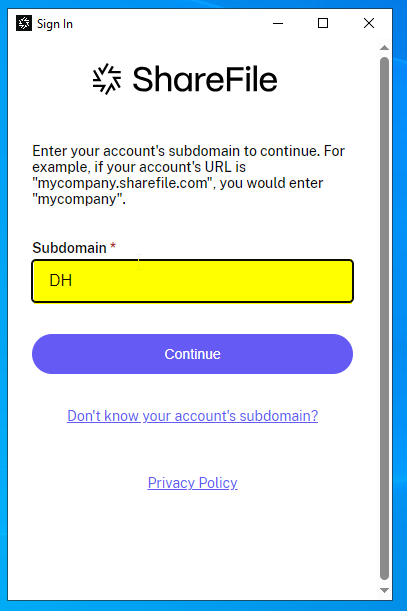 Sign In
ShareFile
Enter your account's subdomain to continue. For
example, if your account's URL is
"mycompany.sharefile.com", you would enter
"mycompany".
Subdomain *
DH
Continue
Don't know your account's subdomain?
Privacy Policy